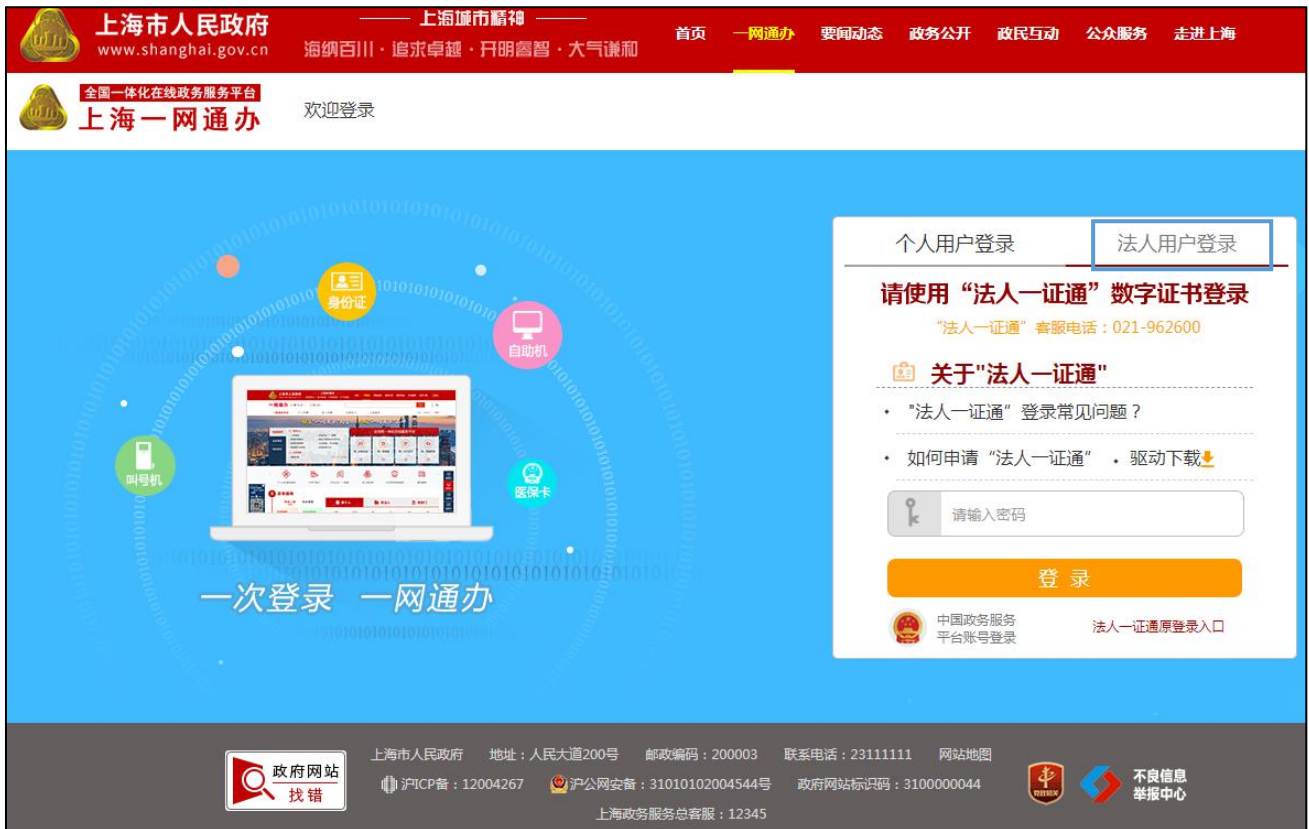 上海市人民政府
www.shanghai.gov.cn
上海城市精神
海纳百川·追求卓越·开明睿智·大气谦和
首页 一网通办 要闻动态 政务公开 政民互动 公众服务 走进上海
全国一体化在线政务服务平台
上海一网通办
欢迎登录
身份证
自助机
叫号机
医保卡
一次登录 一网通办
个人用户登录 法人用户登录
请使用“法人一证通”数字证书登录
“法人一证通”客服电话：021-962600
关于"法人一证通"
· "法人一证通”登录常见问题？
· 如何申请“法人一证通” · 驱动下载
请输入密码
登 录
中国政务服务
平台账号登录
法人一证通原登录入口
政府网站
找错
上海市人民政府 地址：人民大道200号 邮政编码：200003 联系电话：23111111 网站地图
沪ICP备：12004267 沪公网安备：31010102004544号 政府网站标识码：3100000044
上海政务服务总客服：12345
党政机关
不良信息
举报中心